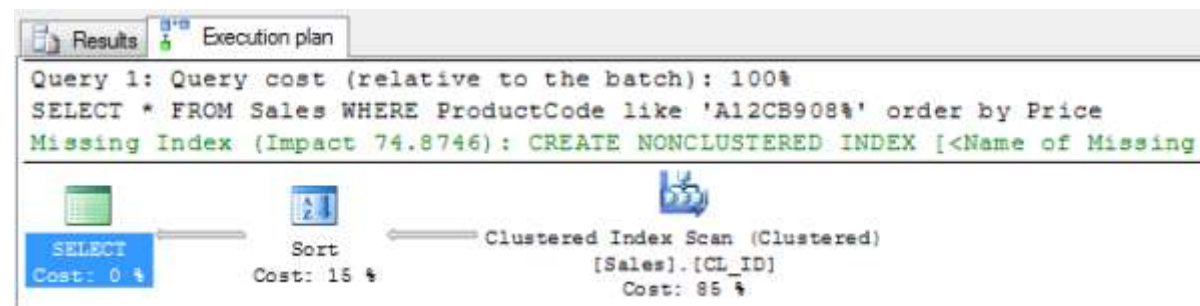 Results Execution plan
Query 1: Query cost (relative to the batch): 100%
SELECT * FROM Sales WHERE ProductCode like 'A12CB908%' order by Price
Missing Index (Impact 74.8746): CREATE NONCLUSTERED INDEX [<Name of Missing
SELECT
Cost: 0 %
Sort
Cost: 15 %
Clustered Index Scan (Clustered)
[Sales].[CL_ID]
Cost: 85 %